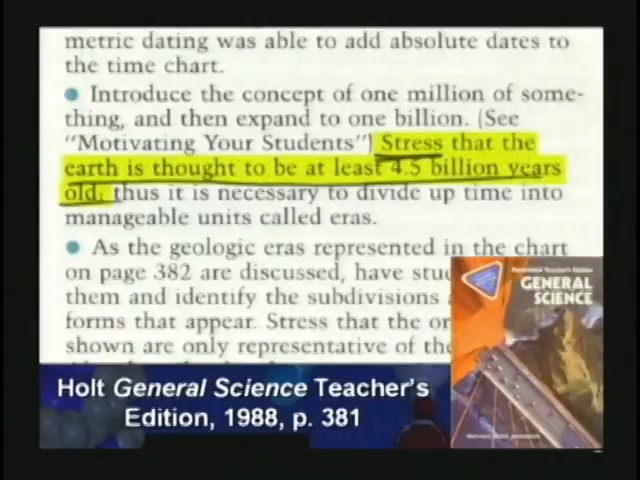 metric dating was able to add absolute dates to
the time chart.
• Introduce the concept of one million of some-
thing, and then expand to one billion. (See
"Motivating Your Students") Stress that the
earth is thought to be at least 4.5 billion years
old, thus it is necessary to divide up time into
manageable units called eras.
• As the geologic eras represented in the chart
on page 382 are discussed, have stu
them and identify the subdivisions
forms that appear. Stress that the or
shown are only representative of the
GENERAL
SCIENCE
Holt General Science Teacher's
Edition, 1988, p. 381